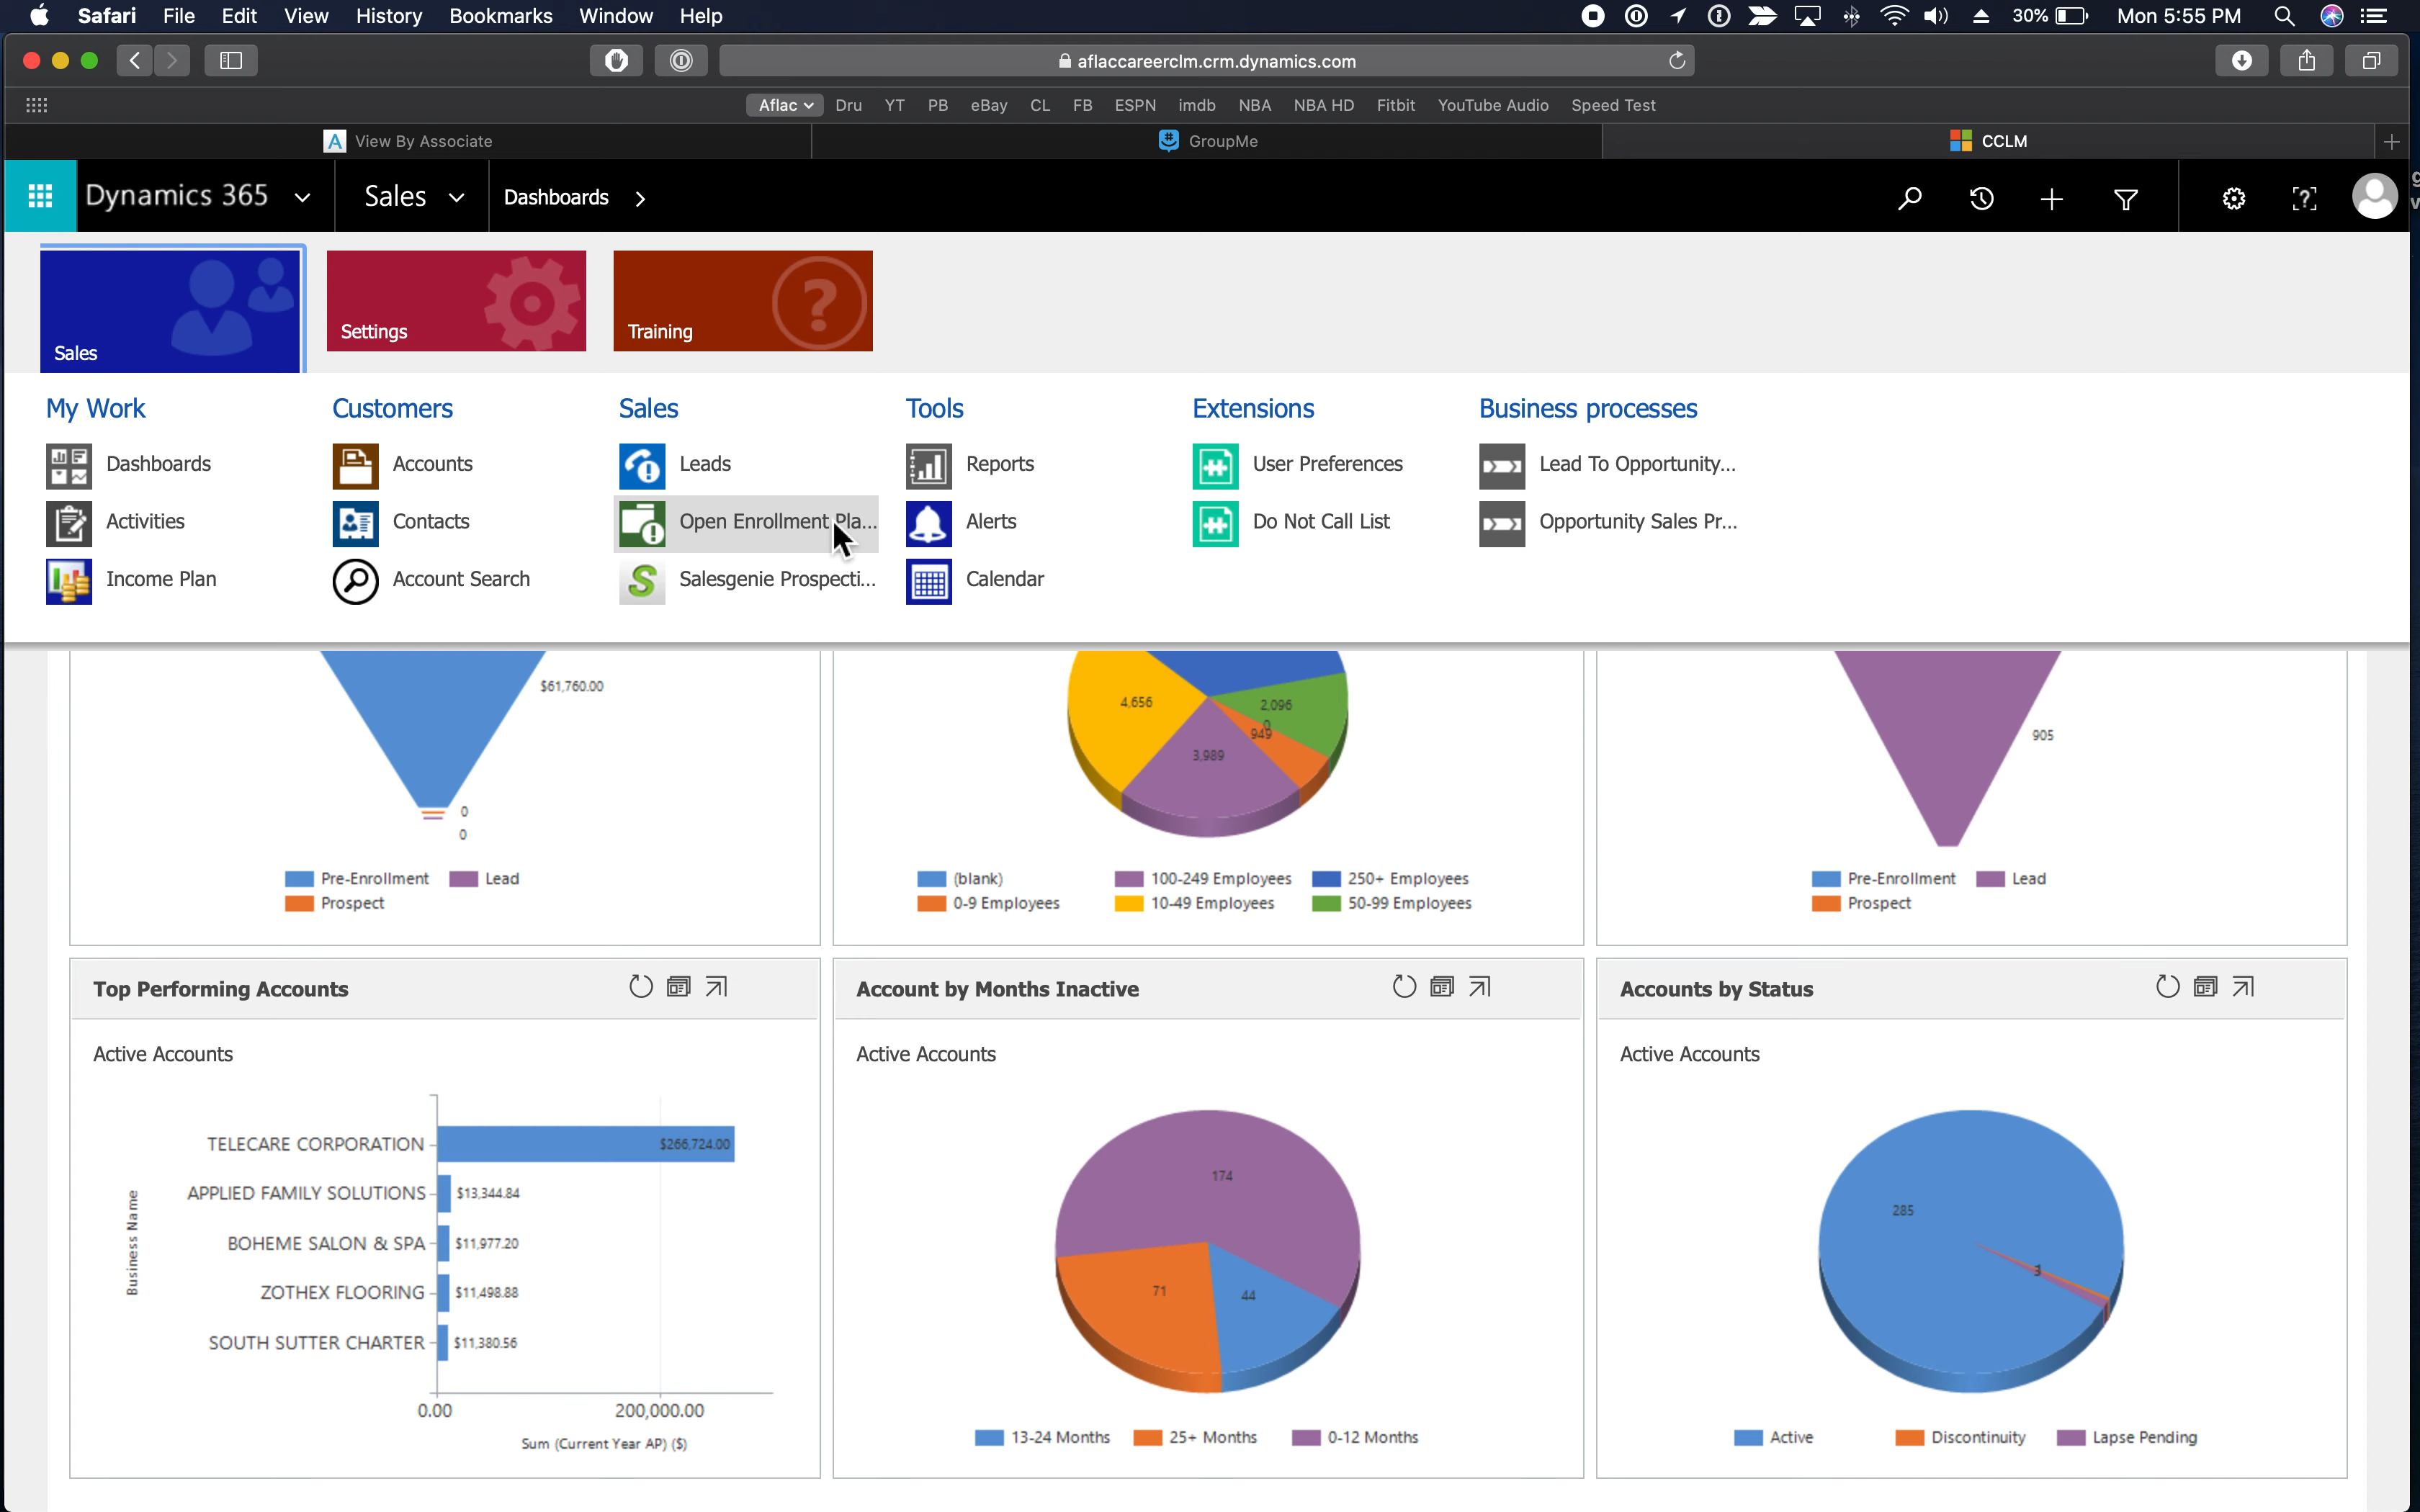 Safari File Edit View History Bookmarks Window Help 30% Mon 5:55 PM
aflaccareerclm.crm.dynamics.com
Aflac Dru YT PB eBay CL FB ESPN imdb NBA NBA HD Fitbit YouTube Audio Speed Test
View By Associate GroupMe CCLM
Dynamics 365 Sales Dashboards
Sales Settings Training
My Work Customers Sales Tools Extensions Business processes
Dashboards Accounts Leads Reports User Preferences Lead To Opportunity...
Activities Contacts Open Enrollment Pla... Alerts Do Not Call List Opportunity Sales Pr...
Income Plan Account Search Salesgenie Prospecti... Calendar
$61,760.00
0
0
Pre-Enrollment Lead
Prospect
4,656
2,096
0
949
3,989
(blank) 100-249 Employees 250+ Employees
0-9 Employees 10-49 Employees 50-99 Employees
905
Pre-Enrollment Lead
Prospect
Top Performing Accounts
Active Accounts
Business Name
TELECARE CORPORATION $266,724.00
APPLIED FAMILY SOLUTIONS $13,344.84
BOHEME SALON & SPA $11,977.20
ZOTHEX FLOORING $11,498.88
SOUTH SUTTER CHARTER $11,380.56
0.00 200,000.00
Sum (Current Year AP) ($)
Account by Months Inactive
Active Accounts
174
71
44
13-24 Months 25+ Months 0-12 Months
Accounts by Status
Active Accounts
285
Active Discontinuity Lapse Pending